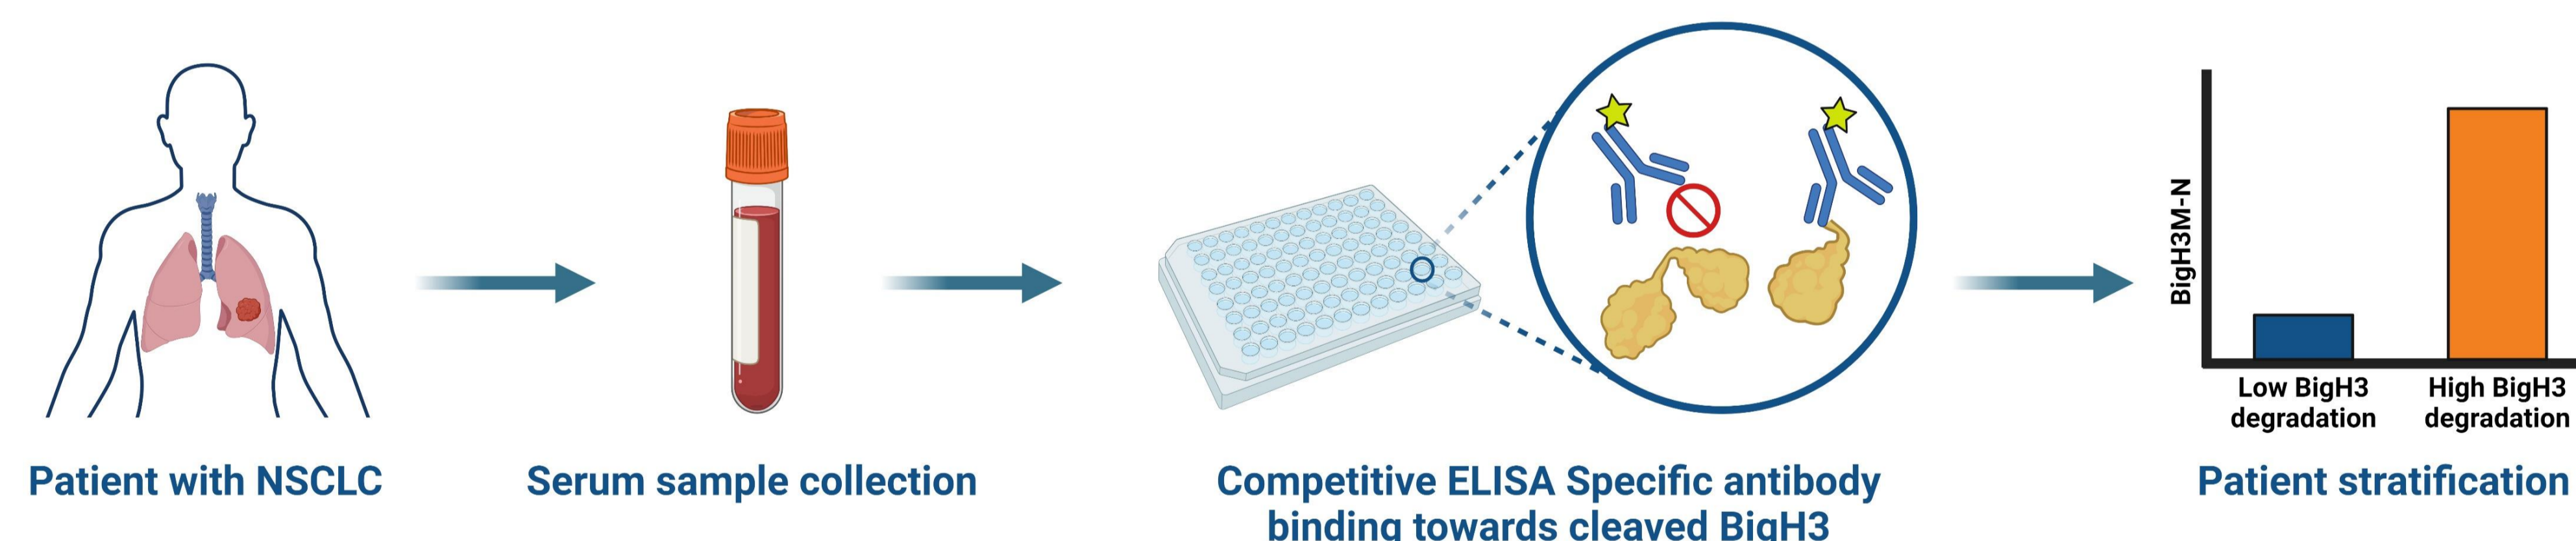 Patient with NSCLC
Serum sample collection
Competitive ELISA Specific antibody
binding towards cleaved BigH3
BigH3M-N
Low BigH3
degradation
High BigH3
degradation
Patient stratification